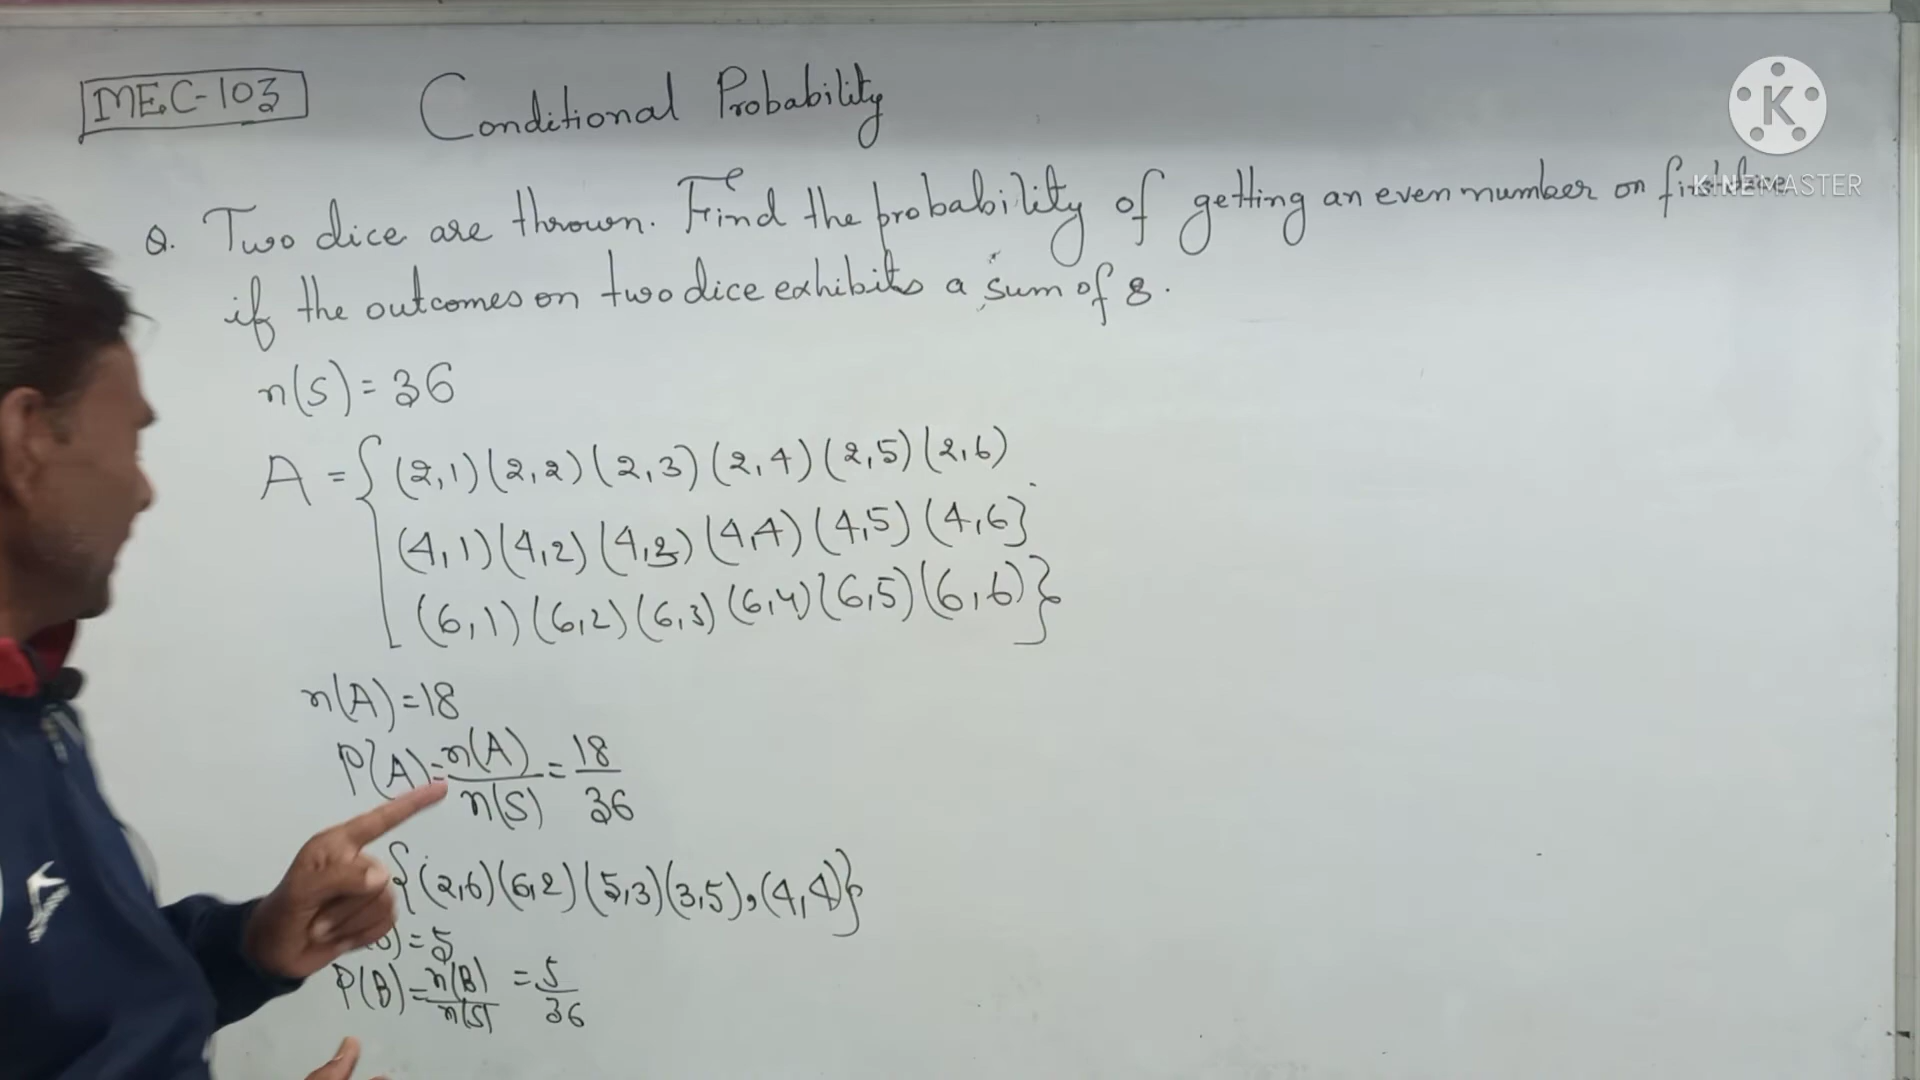 MEC-103
Conditional Probability
K
KINEMASTER
Q. Two dice are thrown. Find the probability of getting an even number on first
if the outcomes on two dice exhibits a sum of 8.
n(S) = 36
A = { (2,1) (2,2) (2,3) (2,4) (2,5) (2,6)
(4,1) (4,2) (4,3) (4,4) (4,5) (4,6}
(6,1) (6,2) (6,3) (6,4) (6,5) (6,6) }
n(A) = 18
P(A) = n(A)/n(S) = 18/36
{ (2,6) (6,2) (5,3) (3,5), (4,4) }
= 5
P(B) = n(B)/n(S) = 5/36